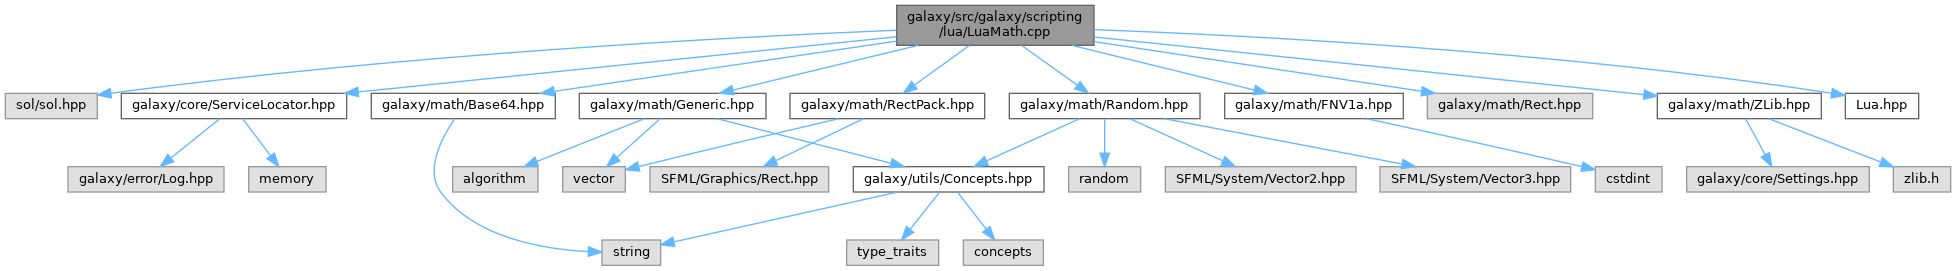 galaxy/src/galaxy/scripting
/lua/LuaMath.cpp
sol/sol.hpp
galaxy/core/ServiceLocator.hpp
galaxy/math/Base64.hpp
galaxy/math/Generic.hpp
galaxy/math/RectPack.hpp
galaxy/math/Random.hpp
galaxy/math/FNV1a.hpp
galaxy/math/Rect.hpp
galaxy/math/ZLib.hpp
Lua.hpp
galaxy/error/Log.hpp
memory
algorithm
vector
SFML/Graphics/Rect.hpp
galaxy/utils/Concepts.hpp
random
SFML/System/Vector2.hpp
SFML/System/Vector3.hpp
cstdint
galaxy/core/Settings.hpp
zlib.h
string
type_traits
concepts